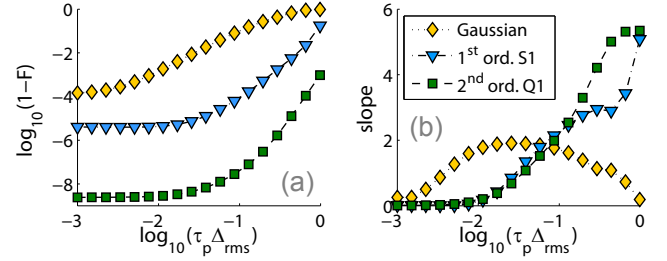 0
−2
−4
−6
−8
log10(1−F)
(a)
−3
−2
−1
0
log10(τpΔrms)
6
4
2
0
slope
Gaussian
1st ord. S1
2nd ord. Q1
(b)
−3
−2
−1
0
log10(τpΔrms)